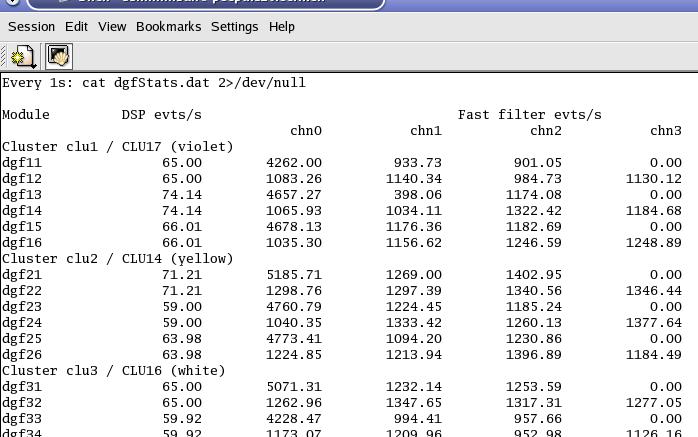 Session Edit View Bookmarks Settings Help
Every 1s: cat dgfStats.dat 2>/dev/null
Module DSP evts/s Fast filter evts/s
chn0 chn1 chn2 chn3
Cluster clu1 / CLU17 (violet)
dgf11 65.00 4262.00 933.73 901.05 0.00
dgf12 65.00 1083.26 1140.34 984.73 1130.12
dgf13 74.14 4657.27 398.06 1174.08 0.00
dgf14 74.14 1065.93 1034.11 1322.42 1184.68
dgf15 66.01 4678.13 1176.36 1182.69 0.00
dgf16 66.01 1035.30 1156.62 1246.59 1248.89
Cluster clu2 / CLU14 (yellow)
dgf21 71.21 5185.71 1269.00 1402.95 0.00
dgf22 71.21 1298.76 1297.39 1340.56 1346.44
dgf23 59.00 4760.79 1224.45 1185.24 0.00
dgf24 59.00 1040.35 1333.42 1260.13 1377.64
dgf25 63.98 4773.41 1094.20 1230.86 0.00
dgf26 63.98 1224.85 1213.94 1396.89 1184.49
Cluster clu3 / CLU16 (white)
dgf31 65.00 5071.31 1232.14 1253.59 0.00
dgf32 65.00 1262.96 1347.65 1317.31 1277.05
dgf33 59.92 4228.47 994.41 957.66 0.00
dgf34 59.92 1173.07 1209.96 952.98 1126.16